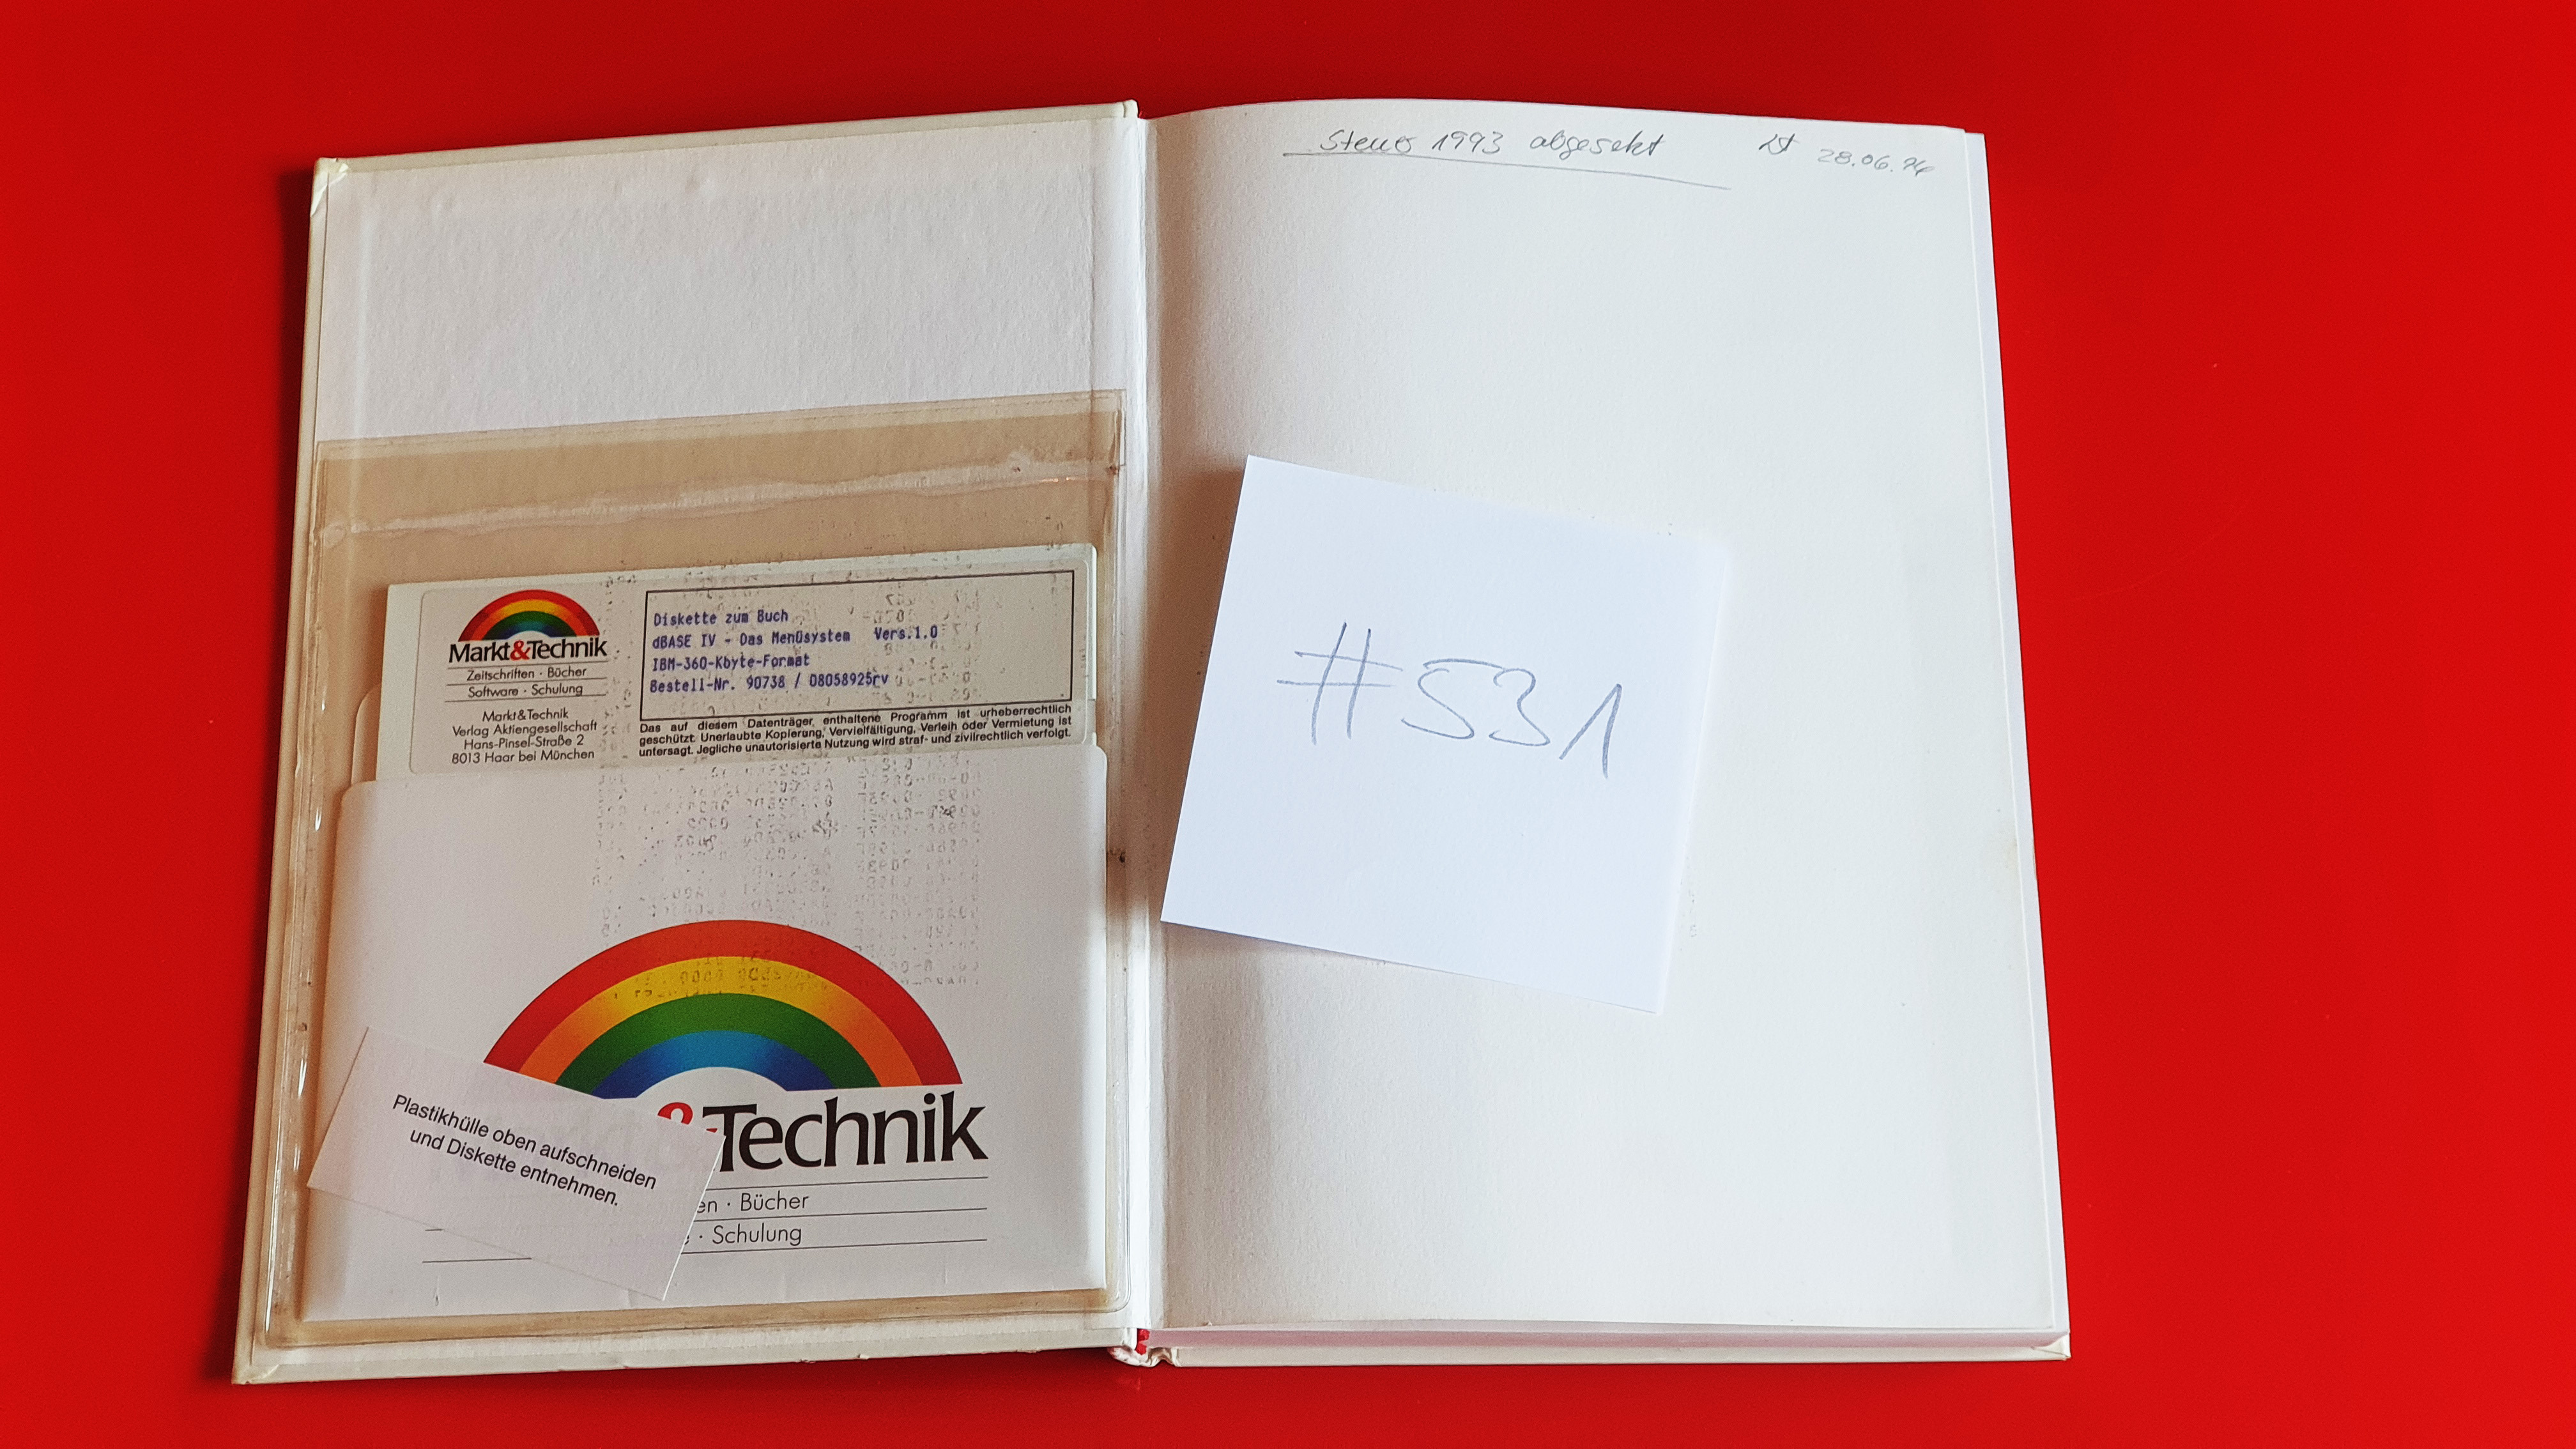 Steuer 1993 abgesetzt 28.06.94
Markt&Technik
Zeitschriften · Bücher
Software · Schulung
Markt&Technik
Verlag Aktiengesellschaft
Hans-Pinsel-Straße 2
8013 Haar bei München
Diskette zum Buch
dBASE IV - Das Menüsystem Vers.1.0
IBM-360-Kbyte-Format
Bestell-Nr. 90738 / 08058925rv
Das auf diesem Datenträger enthaltene Programm ist urheberrechtlich
geschützt. Unerlaubte Kopierung, Vervielfältigung, Verleih oder Vermietung ist
untersagt. Jegliche unautorisierte Nutzung wird straf- und zivilrechtlich verfolgt.
&Technik
en · Bücher
· Schulung
Plastikhülle oben aufschneiden
und Diskette entnehmen.
#531